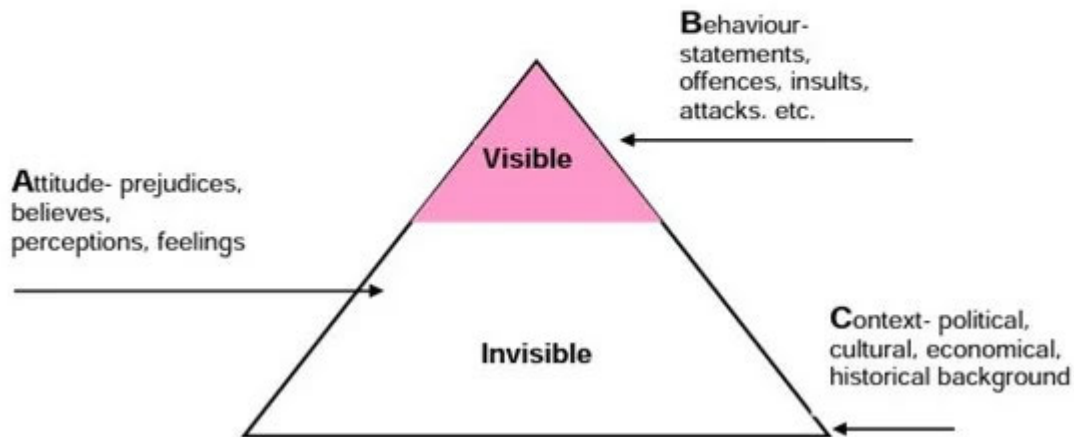 Behaviour-
statements,
offences, insults,
attacks. etc.
Visible
Attitude- prejudices,
believes,
perceptions, feelings
Invisible
Context- political,
cultural, economical,
historical background